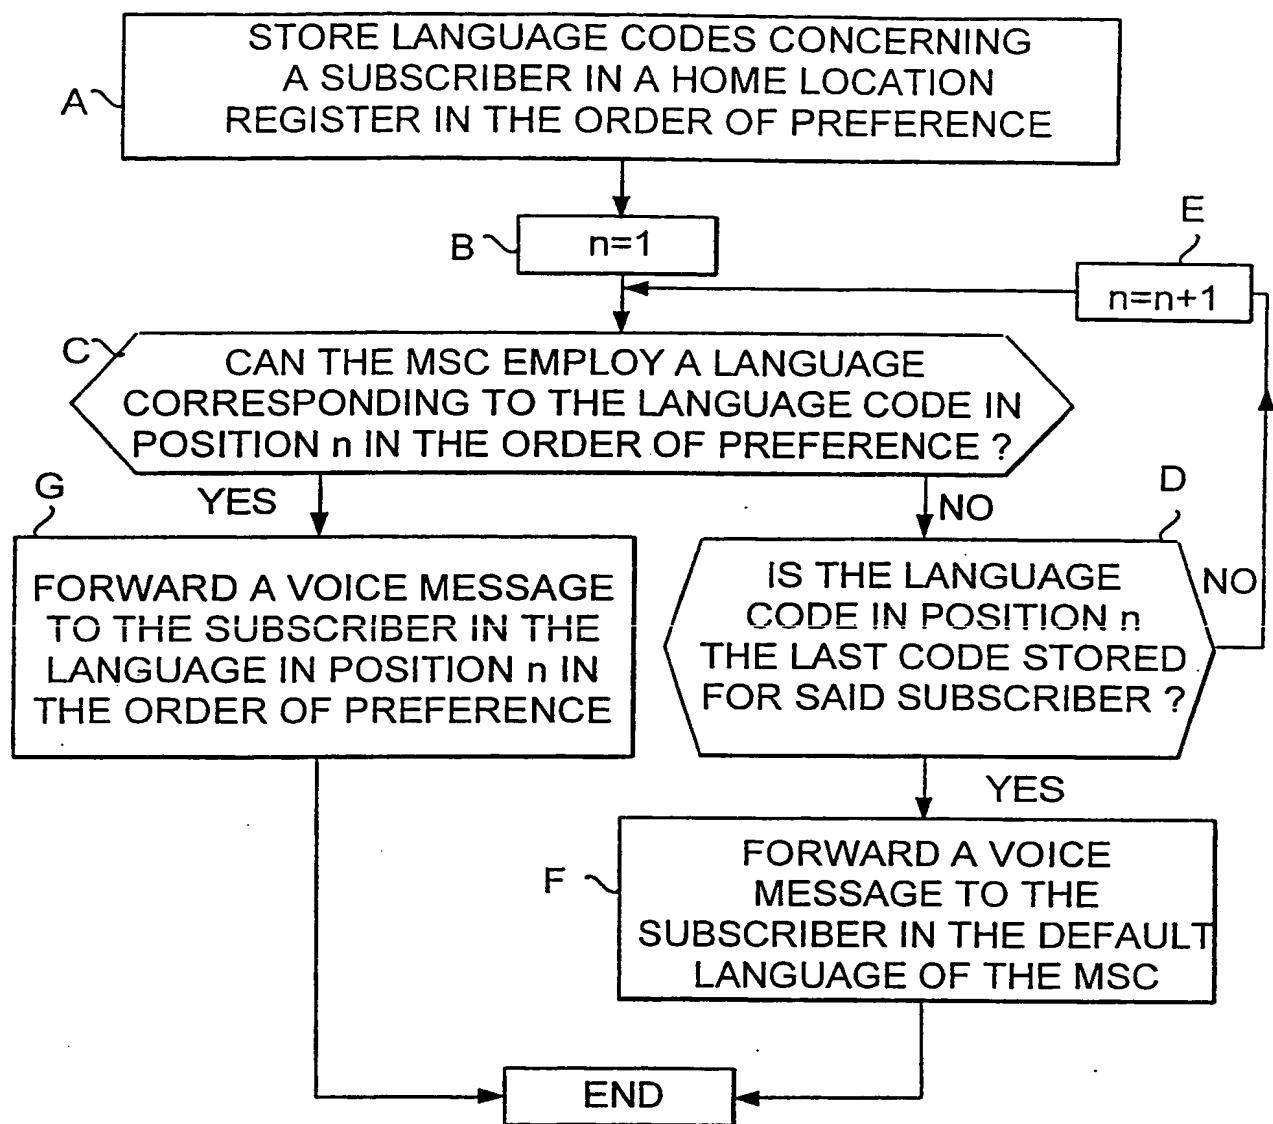 STORE LANGUAGE CODES CONCERNING
A SUBSCRIBER IN A HOME LOCATION
REGISTER IN THE ORDER OF PREFERENCE
A
B
n=1
E
n=n+1
C
CAN THE MSC EMPLOY A LANGUAGE
CORRESPONDING TO THE LANGUAGE CODE IN
POSITION n IN THE ORDER OF PREFERENCE ?
YES
NO
G
FORWARD A VOICE MESSAGE
TO THE SUBSCRIBER IN THE
LANGUAGE IN POSITION n IN
THE ORDER OF PREFERENCE
D
IS THE LANGUAGE
CODE IN POSITION n
THE LAST CODE STORED
FOR SAID SUBSCRIBER ?
NO
YES
F
FORWARD A VOICE
MESSAGE TO THE
SUBSCRIBER IN THE DEFAULT
LANGUAGE OF THE MSC
END